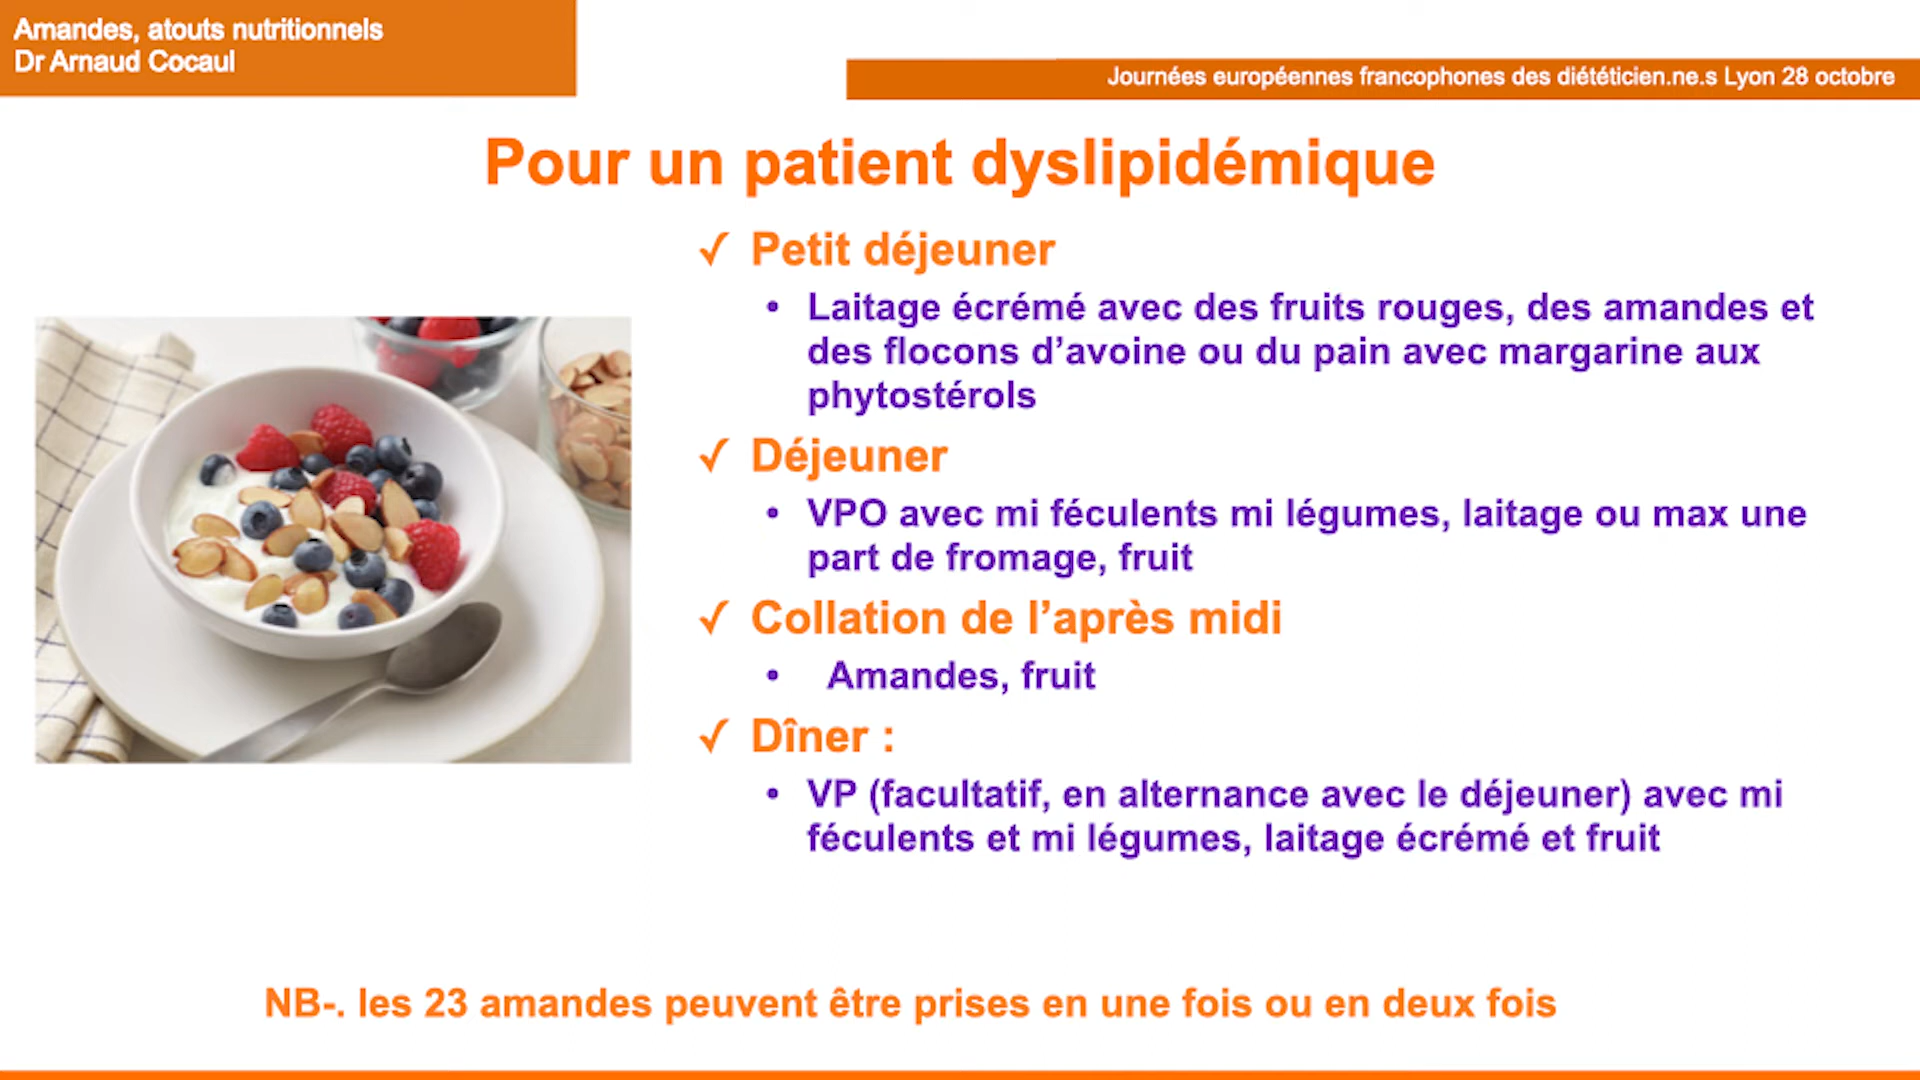 Amandes, atouts nutritionnels
Dr Arnaud Cocaul
Journées européennes francophones des diététicien.ne.s Lyon 28 octobre
Pour un patient dyslipidémique
✓ Petit déjeuner
• Laitage écrémé avec des fruits rouges, des amandes et
des flocons d’avoine ou du pain avec margarine aux
phytostérols
✓ Déjeuner
• VPO avec mi féculents mi légumes, laitage ou max une
part de fromage, fruit
✓ Collation de l’après midi
• Amandes, fruit
✓ Dîner :
• VP (facultatif, en alternance avec le déjeuner) avec mi
féculents et mi légumes, laitage écrémé et fruit
NB-. les 23 amandes peuvent être prises en une fois ou en deux fois